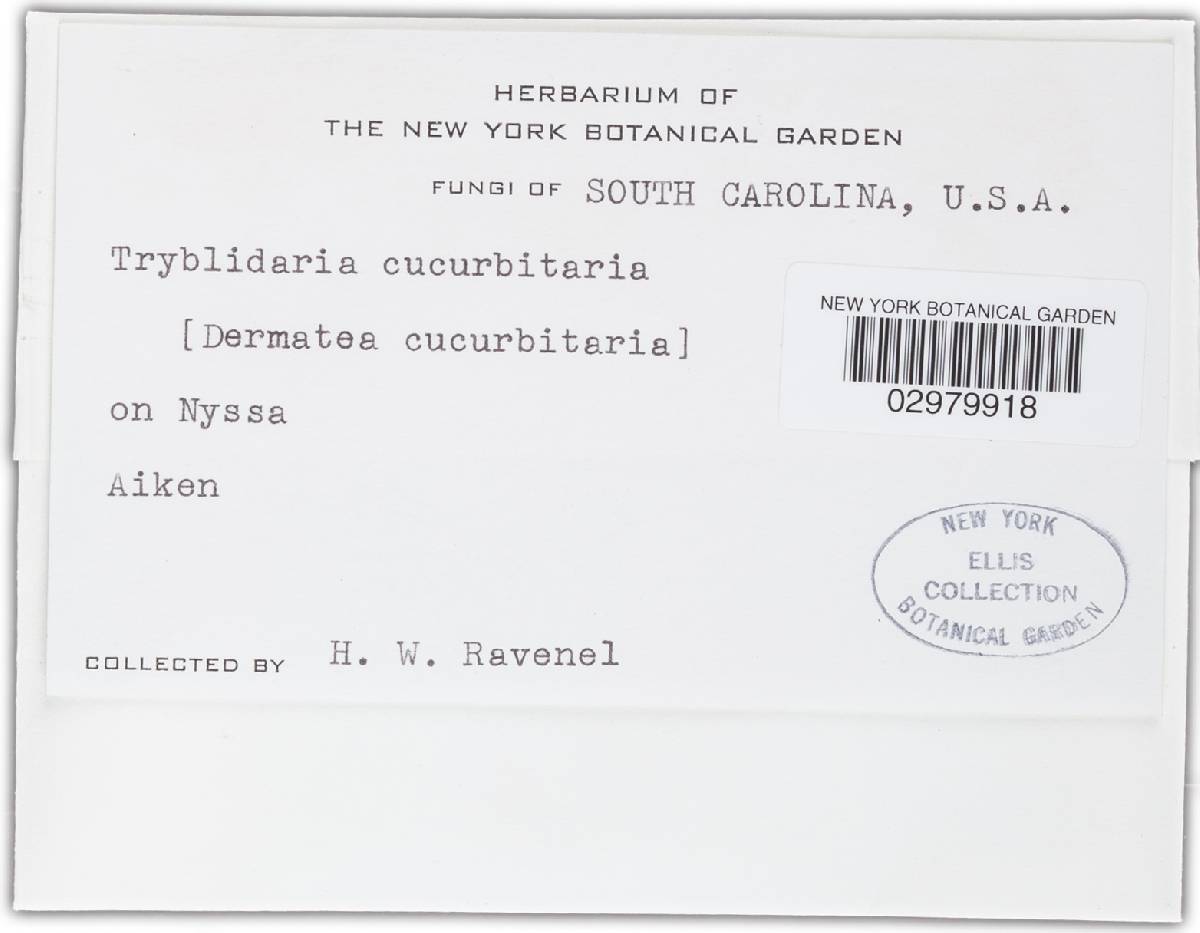 HERBARIUM OF
THE NEW YORK BOTANICAL GARDEN
FUNGI OF SOUTH CAROLINA, U.S.A.
Tryblidaria cucurbitaria
[Dermatea cucurbitaria]
on Nyssa
Aiken
NEW YORK BOTANICAL GARDEN
02979918
NEW YORK
ELLIS
COLLECTION
BOTANICAL GARDEN
COLLECTED BY H. W. Ravenel